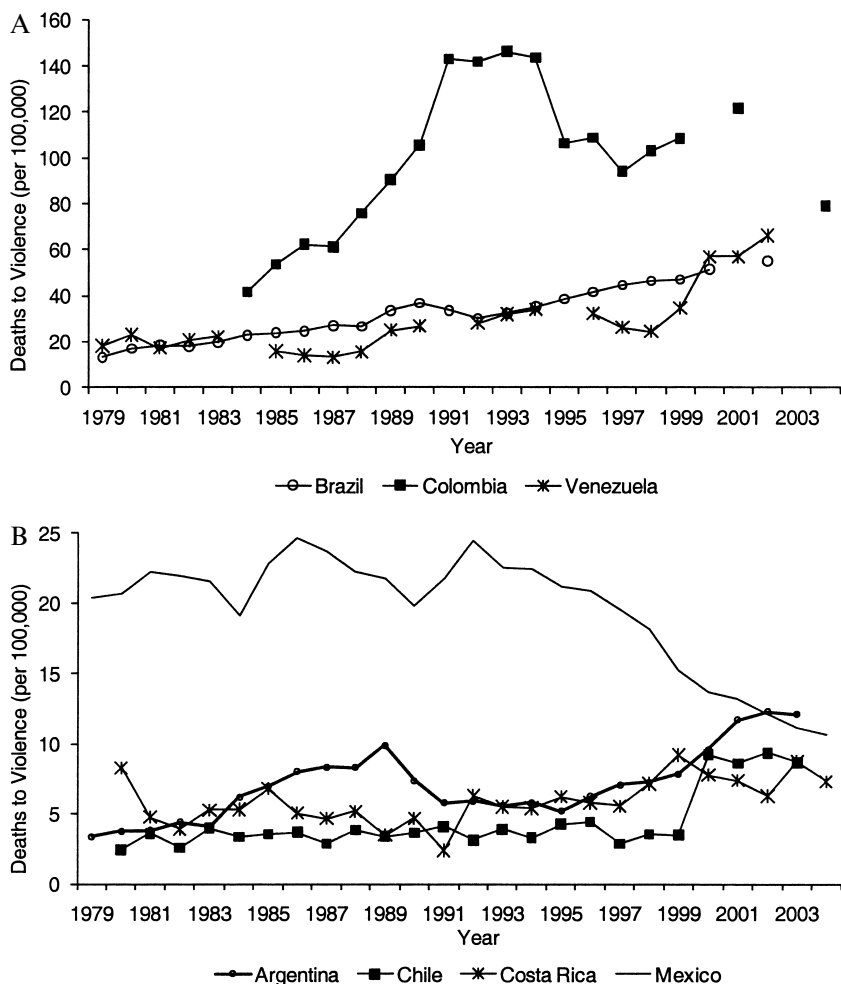 A
160
140
120
100
80
60
40
20
0
Deaths to Violence (per 100,000)
1979 1981 1983 1985 1987 1989 1991 1993 1995 1997 1999 2001 2003
Year
Brazil Colombia Venezuela
B
25
20
15
10
5
0
Deaths to Violence (per 100,000)
1979 1981 1983 1985 1987 1989 1991 1993 1995 1997 1999 2001 2003
Year
Argentina Chile Costa Rica Mexico